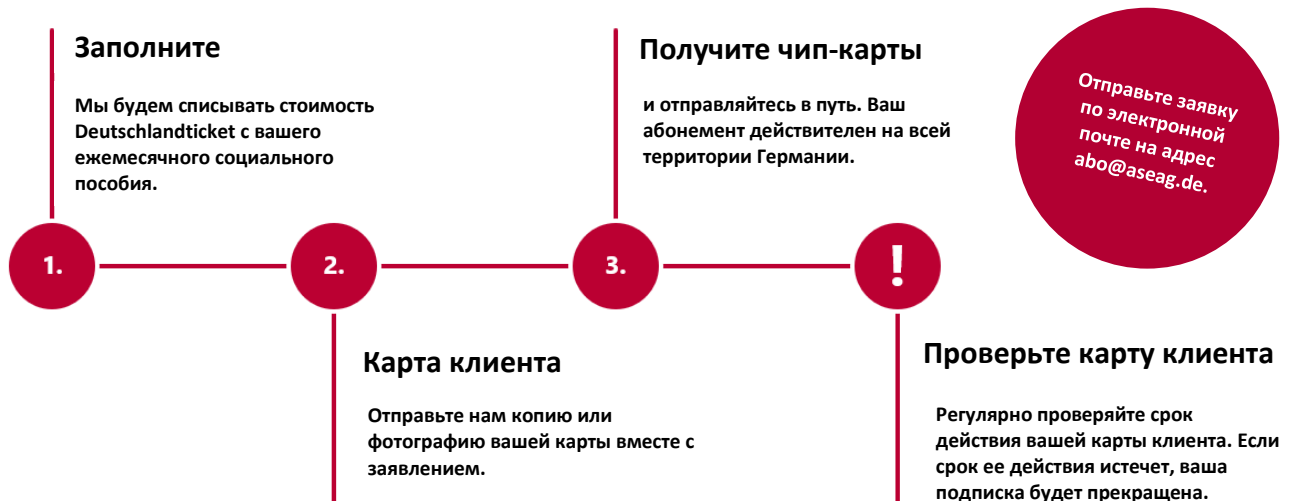 Заполните
Мы будем списывать стоимость
Deutschlandticket с вашего
ежемесячного социального
пособия.
Получите чип-карты
и отправляйтесь в путь. Ваш
абонемент действителен на всей
территории Германии.
Отправьте заявку
по электронной
почте на адрес
abo@aseag.de.
1.
2.
3.
!
Карта клиента
Отправьте нам копию или
фотографию вашей карты вместе с
заявлением.
Проверьте карту клиента
Регулярно проверяйте срок
действия вашей карты клиента. Если
срок ее действия истечет, ваша
подписка будет прекращена.